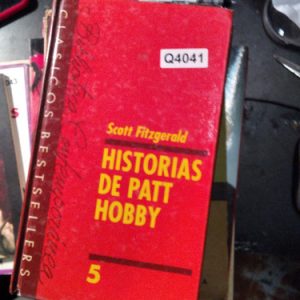 Q4041
Scott Fitzgerald
HISTORIAS
DE PATT
HOBBY
5
CLASICOS BESTSELLERS